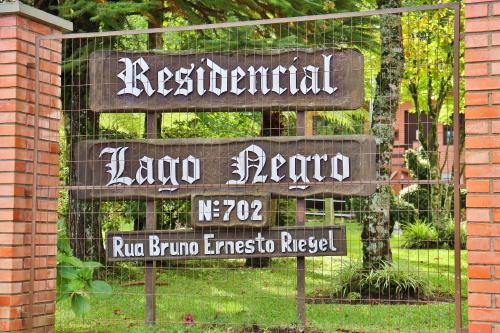 Residencial
Lago Negro
Nº 702
Rua Bruno Ernesto Riegel